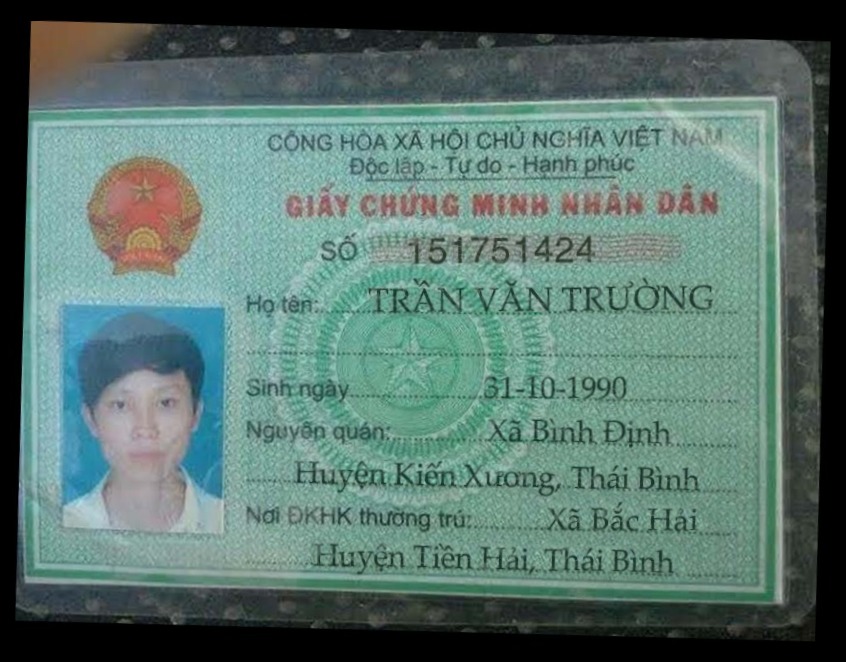 CỘNG HÒA XÃ HỘI CHỦ NGHĨA VIỆT NAM
Độc lập - Tự do - Hạnh phúc
GIẤY CHỨNG MINH NHÂN DÂN
SỐ 151751424
Họ tên: TRẦN VĂN TRƯỜNG
Sinh ngày 31-10-1990
Nguyên quán: Xã Bình Định
Huyện Kiến Xương, Thái Bình
Nơi ĐKHK thường trú: Xã Bắc Hải
Huyện Tiền Hải, Thái Bình